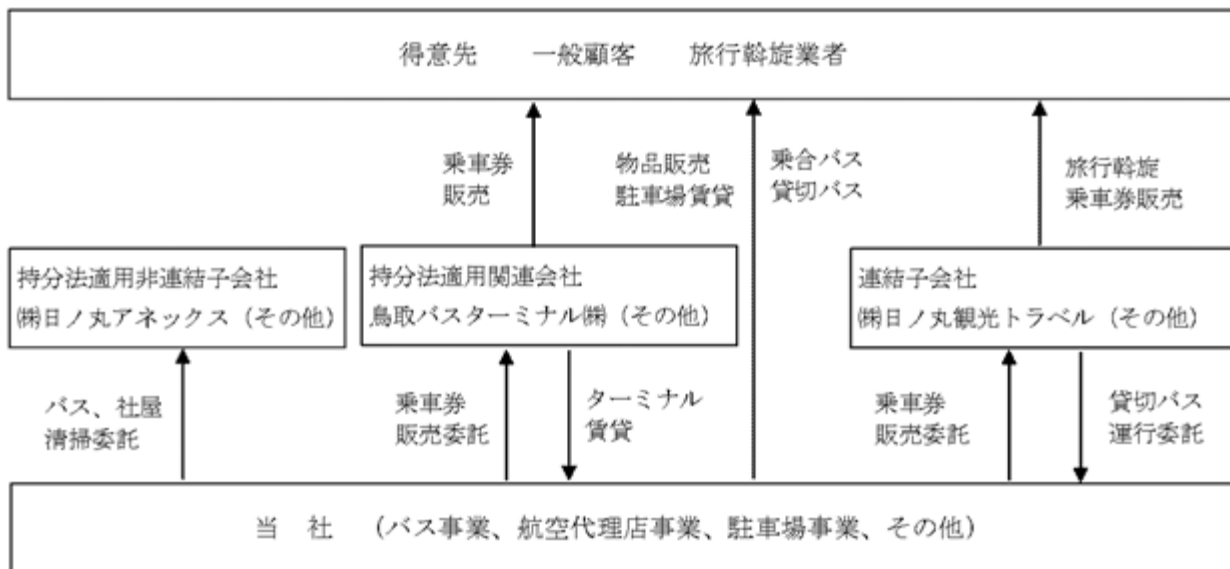 得意先 一般顧客 旅行斡旋業者
乗車券
販売
物品販売
駐車場賃貸
乗合バス
貸切バス
旅行斡旋
乗車券販売
持分法適用非連結子会社
㈱日ノ丸アネックス（その他）
持分法適用関連会社
鳥取バスターミナル㈱（その他）
連結子会社
㈱日ノ丸観光トラベル（その他）
バス、社屋
清掃委託
乗車券
販売委託
ターミナル
賃貸
乗車券
販売委託
貸切バス
運行委託
当 社 （バス事業、航空代理店事業、駐車場事業、その他）